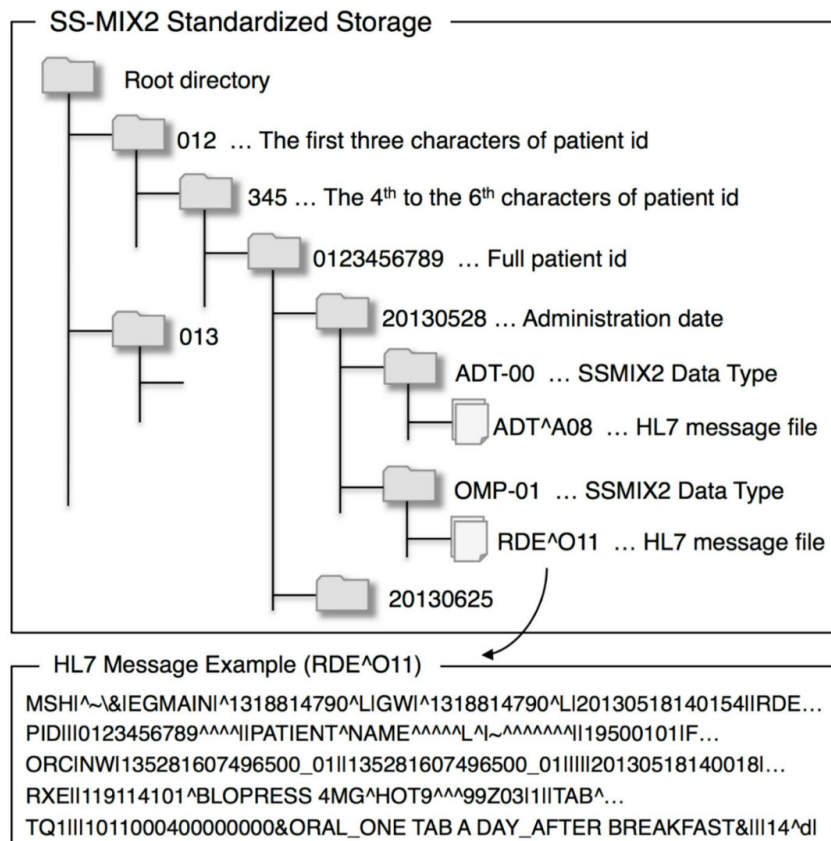 SS-MIX2 Standardized Storage
Root directory
012 ... The first three characters of patient id
345 ... The 4th to the 6th characters of patient id
0123456789 ... Full patient id
20130528 ... Administration date
ADT-00 ... SSMIX2 Data Type
ADT^A08 ... HL7 message file
OMP-01 ... SSMIX2 Data Type
RDE^O11 ... HL7 message file
20130625
013
HL7 Message Example (RDE^O11)
MSH|^~\&|EGMAIN|^1318814790^L|GW|^1318814790^L|20130518140154||RDE...
PID|||0123456789^^^^||PATIENT^NAME^^^^^L^|~^^^^^^^||19500101|F...
ORC|NW|135281607496500_01||135281607496500_01|||||20130518140018|...
RXE||119114101^BLOPRESS 4MG^HOT9^^^99Z03|1||TAB^...
TQ1|||1011000400000000&ORAL_ONE TAB A DAY_AFTER BREAKFAST&|||14^d|